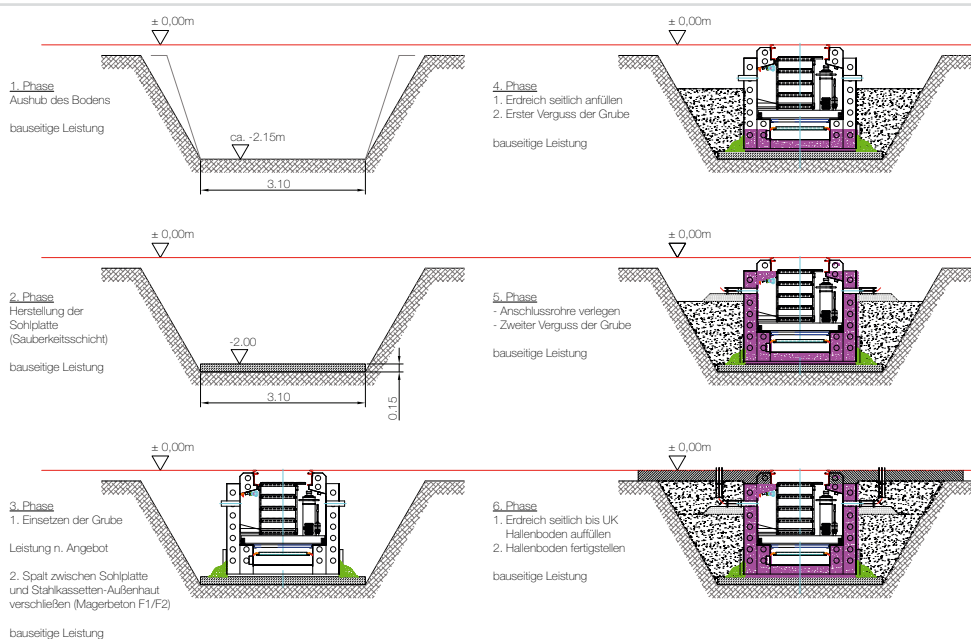 ± 0,00m
1. Phase
Aushub des Bodens
bauseitige Leistung
ca. -2.15m
3.10
± 0,00m
2. Phase
Herstellung der
Sohlplatte
(Sauberkeitsschicht)
bauseitige Leistung
-2.00
3.10
0.15
± 0,00m
3. Phase
1. Einsetzen der Grube
Leistung n. Angebot
2. Spalt zwischen Sohlplatte
und Stahlkassetten-Außenhaut
verschließen (Magerbeton F1/F2)
bauseitige Leistung
± 0,00m
4. Phase
1. Erdreich seitlich anfüllen
2. Erster Verguss der Grube
bauseitige Leistung
± 0,00m
5. Phase
- Anschlussrohre verlegen
- Zweiter Verguss der Grube
bauseitige Leistung
± 0,00m
6. Phase
1. Erdreich seitlich bis UK
Hallenboden auffüllen
2. Hallenboden fertigstellen
bauseitige Leistung